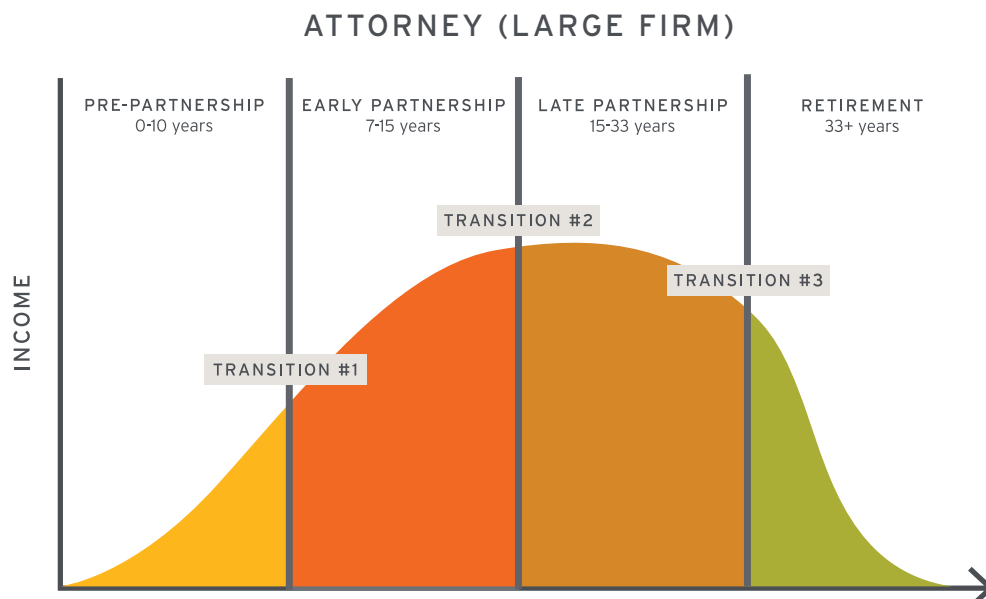 ATTORNEY (LARGE FIRM)
PRE-PARTNERSHIP
0-10 years
EARLY PARTNERSHIP
7-15 years
LATE PARTNERSHIP
15-33 years
RETIREMENT
33+ years
TRANSITION #2
TRANSITION #3
INCOME
TRANSITION #1